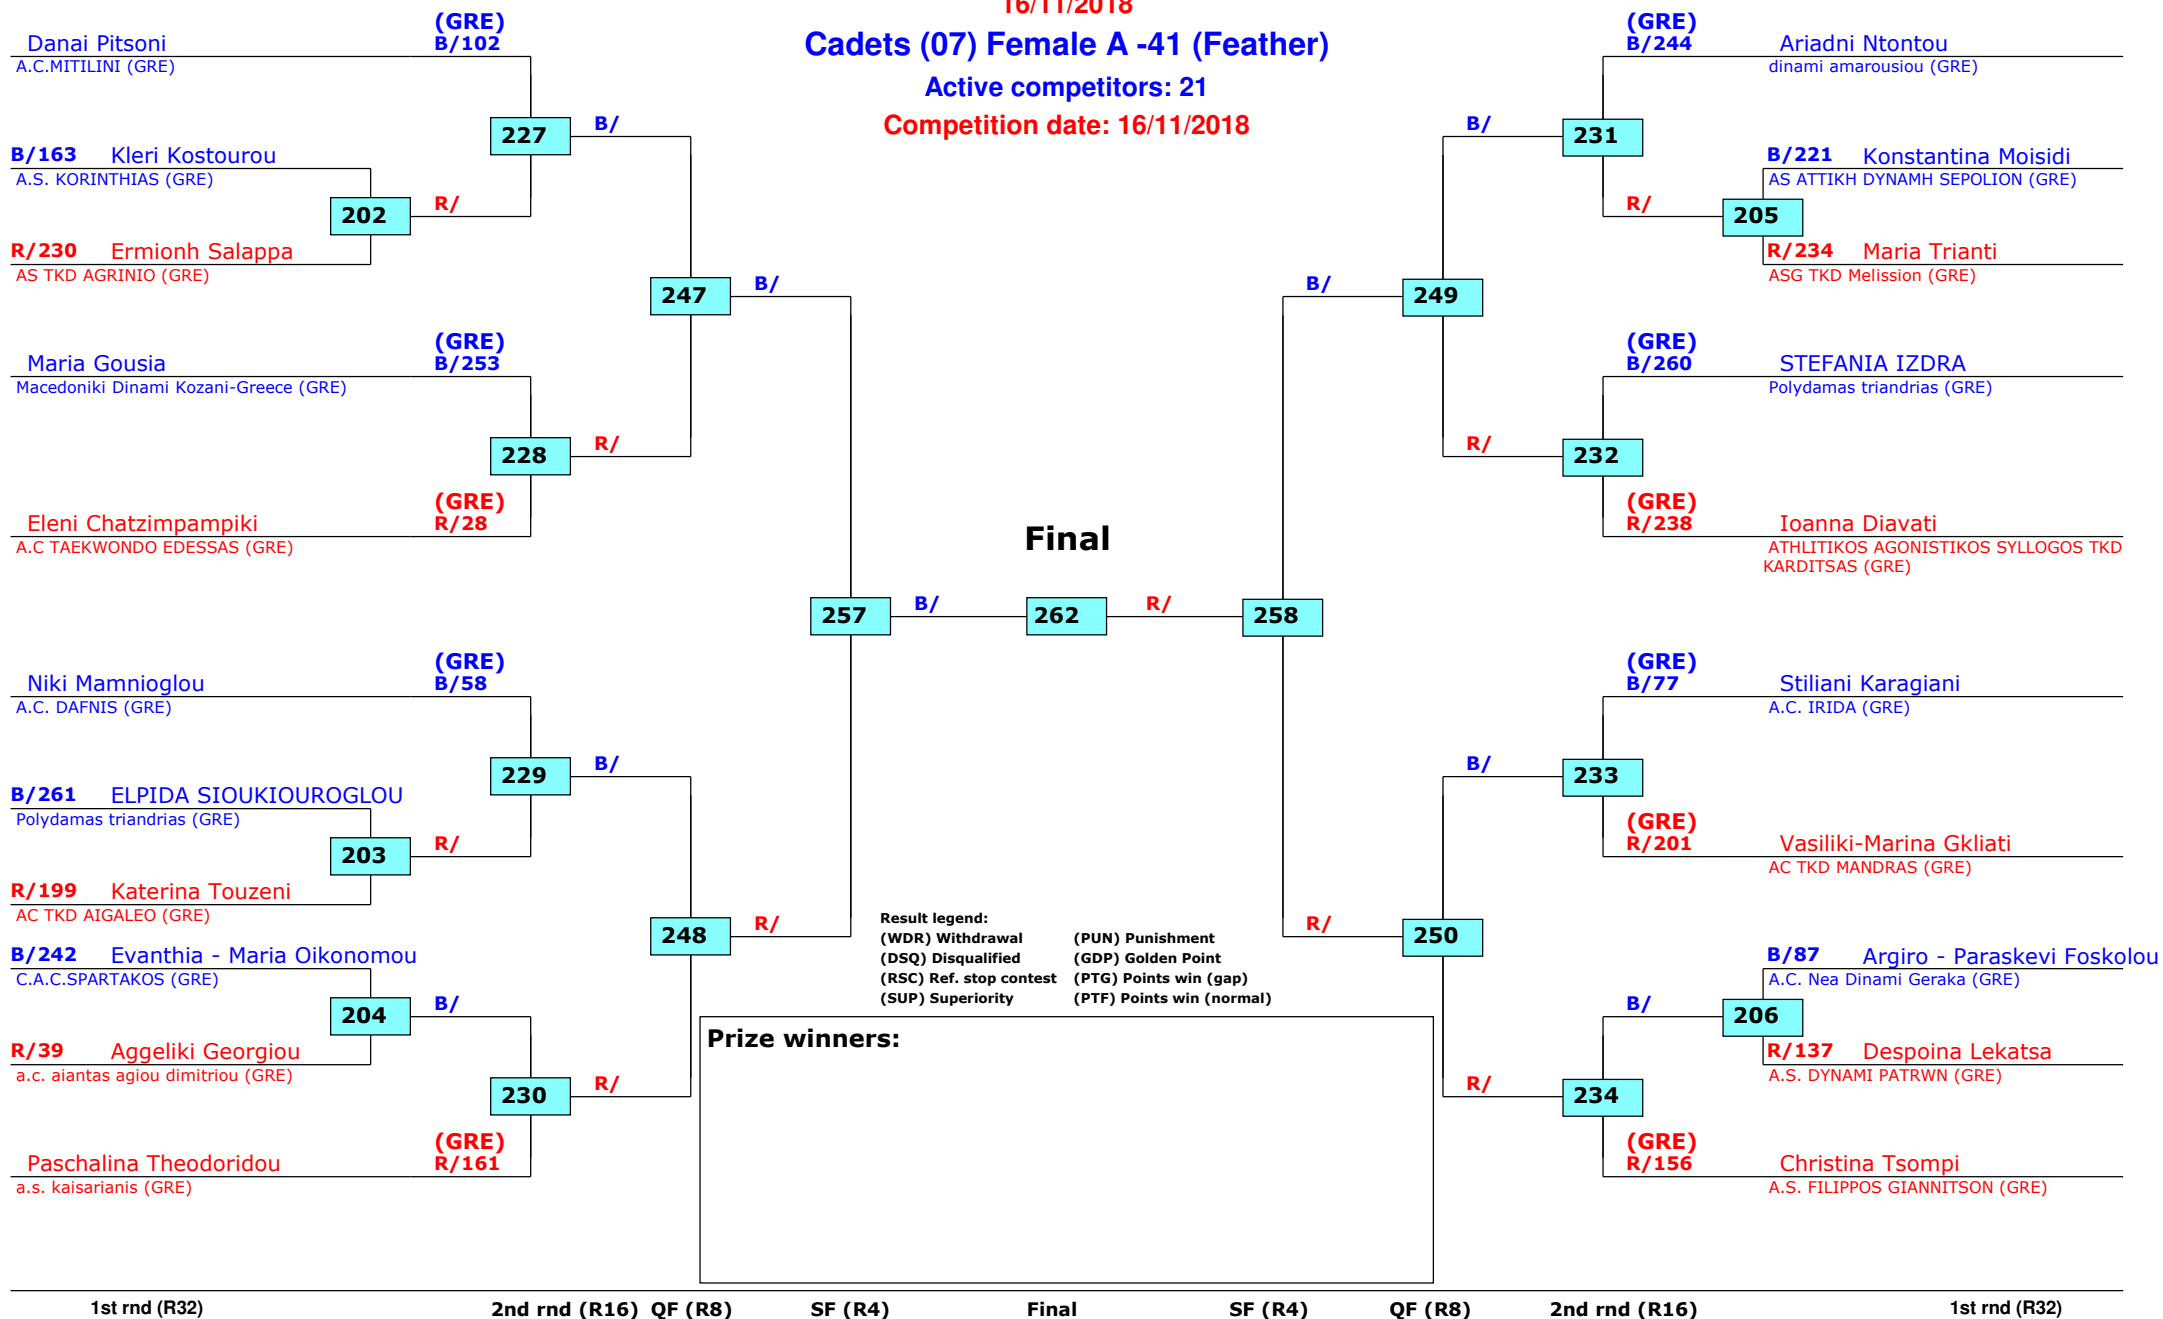 16/11/2018
Cadets (07) Female A -41 (Feather)
Active competitors: 21
Competition date: 16/11/2018
(GRE)
Danai Pitsoni B/102
A.C.MITILINI (GRE)
227 B/
B/163 Kleri Kostourou
A.S. KORINTHIAS (GRE)
202 R/
R/230 Ermionh Salappa
AS TKD AGRINIO (GRE)
247 B/
(GRE)
Maria Gousia B/253
Macedoniki Dinami Kozani-Greece (GRE)
228 R/
(GRE)
Eleni Chatzimpampiki R/28
A.C TAEKWONDO EDESSAS (GRE)
257 B/
(GRE)
Niki Mamnioglou B/58
A.C. DAFNIS (GRE)
229 B/
B/261 ELPIDA SIOUKIOUROGLOU
Polydamas triandrias (GRE)
203 R/
R/199 Katerina Touzeni
AC TKD AIGALEO (GRE)
248 R/
B/242 Evanthia - Maria Oikonomou
C.A.C.SPARTAKOS (GRE)
204 B/
R/39 Aggeliki Georgiou
a.c. aiantas agiou dimitriou (GRE)
230 R/
(GRE)
Paschalina Theodoridou R/161
a.s. kaisarianis (GRE)
Final
262
(GRE)
B/244 Ariadni Ntontou
dinami amarousiou (GRE)
B/ 231
B/221 Konstantina Moisidi
AS ATTIKH DYNAMH SEPOLION (GRE)
R/ 205
R/234 Maria Trianti
ASG TKD Melission (GRE)
B/ 249
(GRE)
B/260 STEFANIA IZDRA
Polydamas triandrias (GRE)
R/ 232
(GRE)
R/238 Ioanna Diavati
ATHLITIKOS AGONISTIKOS SYLLOGOS TKD
KARDITSAS (GRE)
R/ 258
(GRE)
B/77 Stiliani Karagiani
A.C. IRIDA (GRE)
B/ 233
(GRE)
R/201 Vasiliki-Marina Gkliati
AC TKD MANDRAS (GRE)
R/ 250
B/87 Argiro - Paraskevi Foskolou
A.C. Nea Dinami Geraka (GRE)
B/ 206
R/137 Despoina Lekatsa
A.S. DYNAMI PATRWN (GRE)
R/ 234
(GRE)
R/156 Christina Tsompi
A.S. FILIPPOS GIANNITSON (GRE)
Result legend:
(WDR) Withdrawal (PUN) Punishment
(DSQ) Disqualified (GDP) Golden Point
(RSC) Ref. stop contest (PTG) Points win (gap)
(SUP) Superiority (PTF) Points win (normal)
Prize winners:
1st rnd (R32) 2nd rnd (R16) QF (R8) SF (R4) Final SF (R4) QF (R8) 2nd rnd (R16) 1st rnd (R32)